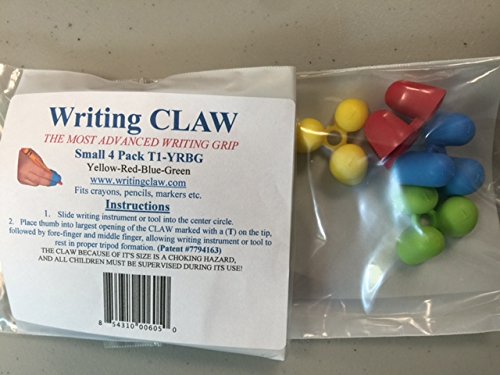 Writing CLAW
THE MOST ADVANCED WRITING GRIP
Small 4 Pack T1-YRBG
Yellow-Red-Blue-Green
www.writingclaw.com
Fits crayons, pencils, markers etc.
Instructions
1. Slide writing instrument or tool into the center circle.
2. Place thumb into largest opening of the CLAW marked with a (T) on the tip,
followed by fore-finger and middle finger, allowing writing instrument or tool to
rest in proper tripod formation. (Patent #7794163)
THE CLAW BECAUSE OF IT'S SIZE IS A CHOKING HAZARD,
AND ALL CHILDREN MUST BE SUPERVISED DURING ITS USE!
8 54310 00605 0